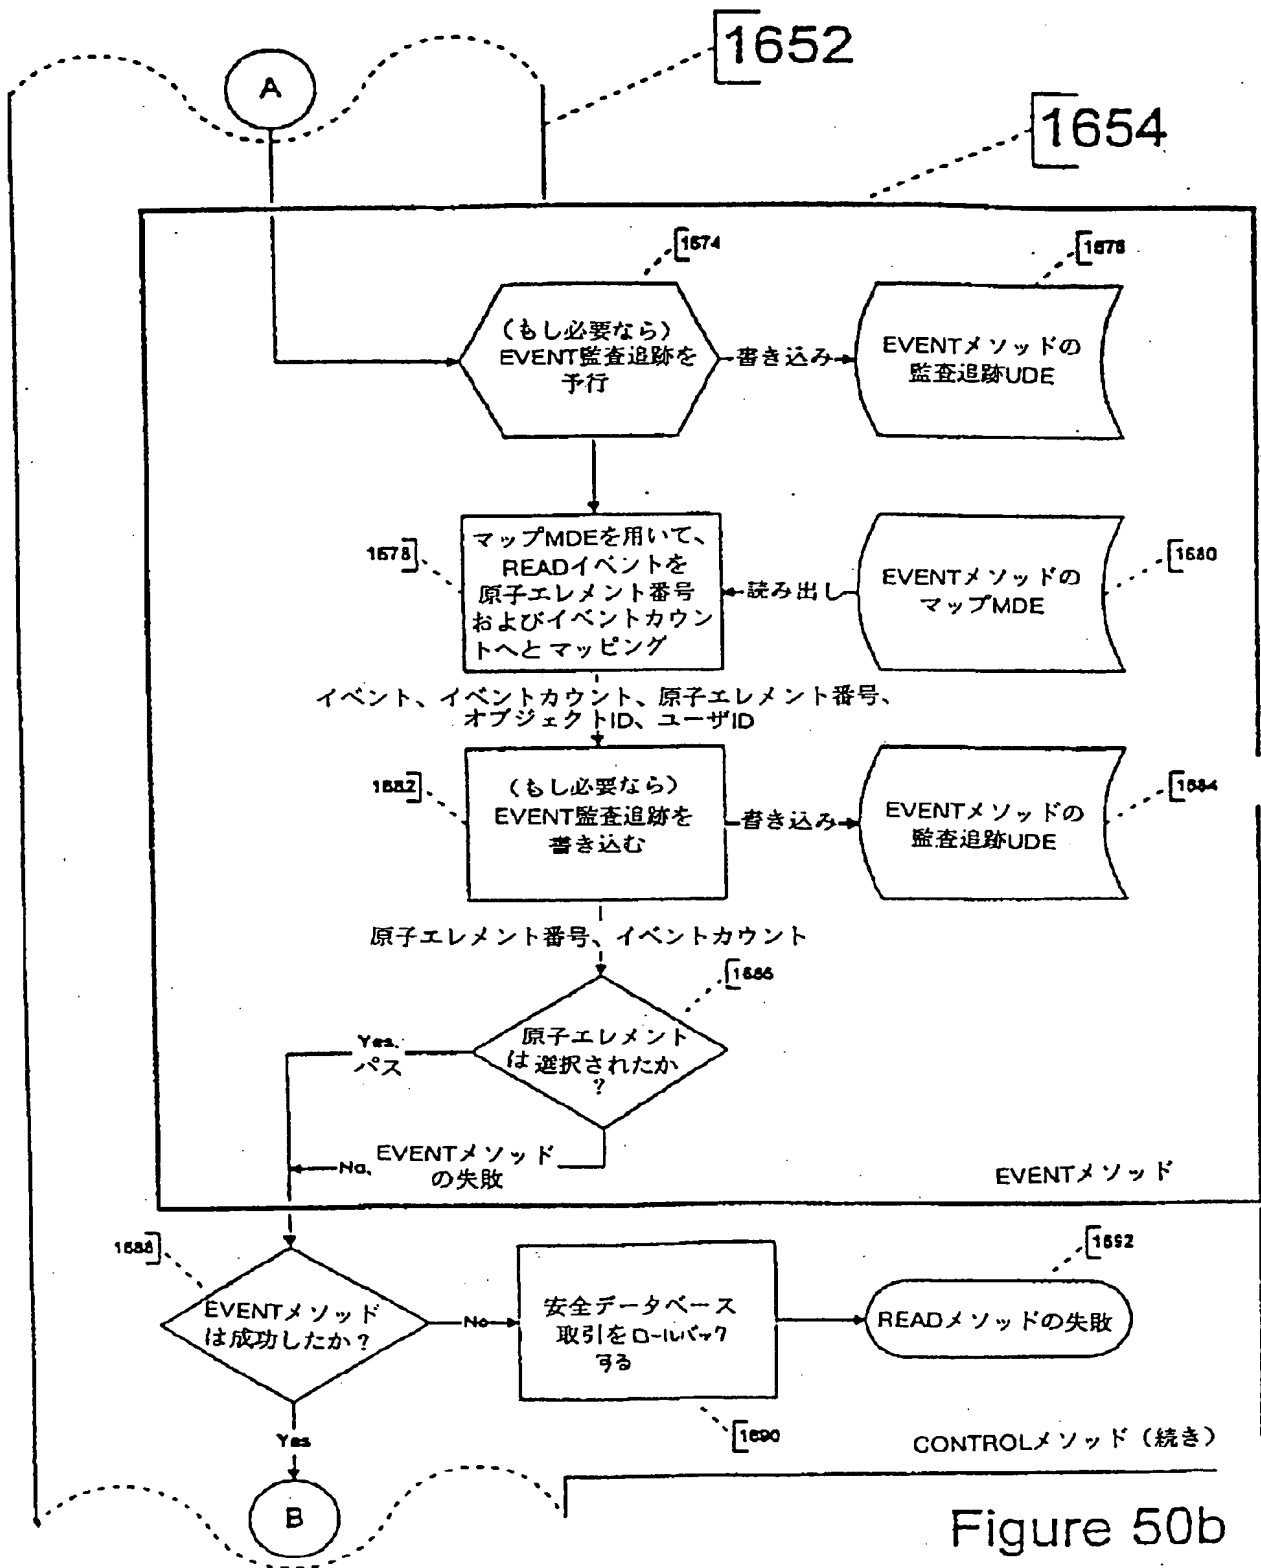 1652
A
1654
1674
1676
(もし必要なら)
EVENT監査追跡を
予行
書き込み
EVENTメソッドの
監査追跡UDE
1678
マップMDEを用いて、
READイベントを
原子エレメント番号
およびイベントカウン
トへとマッピング
読み出し
EVENTメソッドの
マップMDE
1680
イベント、イベントカウント、原子エレメント番号、
オブジェクトID、ユーザID
1682
(もし必要なら)
EVENT監査追跡を
書き込む
書き込み
EVENTメソッドの
監査追跡UDE
1684
原子エレメント番号、イベントカウント
1686
原子エレメント
は選択されたか
?
Yes.
パス
No.
EVENTメソッド
の失敗
EVENTメソッド
1688
EVENTメソッド
は成功したか?
No
安全データベース
取引をロールバック
する
1690
1692
READメソッドの失敗
Yes
CONTROLメソッド(続き)
B
Figure 50b